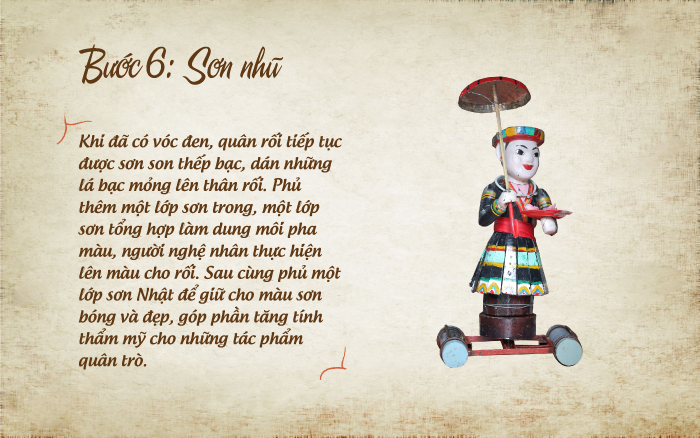 Bước 6: Sơn nhũ
Khi đã có vóc đen, quân rối tiếp tục
được sơn son thếp bạc, dán những
lá bạc mỏng lên thân rối. Phủ
thêm một lớp sơn trong, một lớp
sơn tổng hợp làm dung môi pha
màu, người nghệ nhân thực hiện
lên màu cho rối. Sau cùng phủ một
lớp sơn Nhật để giữ cho màu sơn
bóng và đẹp, góp phần tăng tính
thẩm mỹ cho những tác phẩm
quân trò.